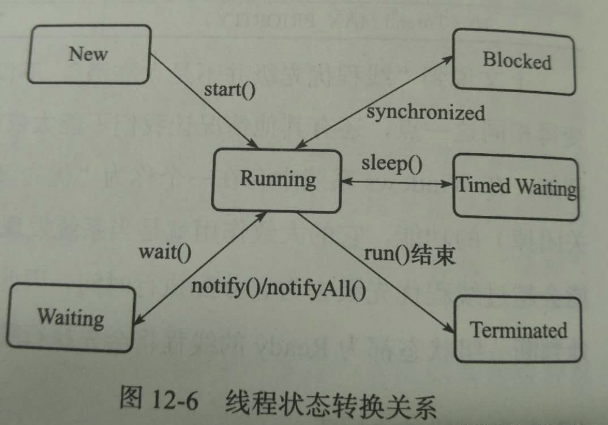 New
Blocked
start()
synchronized
Running
sleep()
Timed Waiting
wait()
run()结束
notify()/notifyAll()
Waiting
Terminated
图 12-6 线程状态转换关系